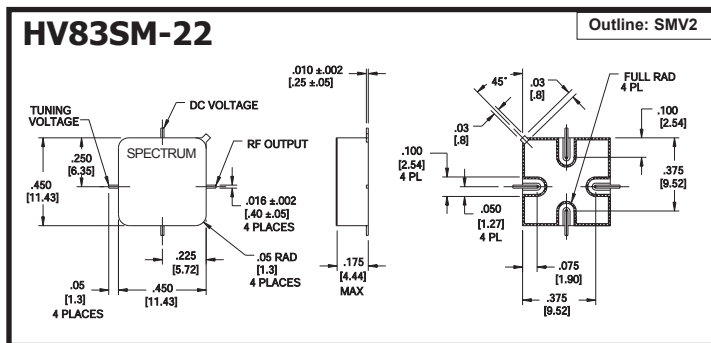 HV83SM-22
Outline: SMV2
.010 ±.002
[.25 ±.05]
TUNING
VOLTAGE
DC VOLTAGE
SPECTRUM
RF OUTPUT
.250
[6.35]
.450
[11.43]
.016 ±.002
[.40 ±.05]
4 PLACES
.225
[5.72]
.05 RAD
[1.3]
4 PLACES
.05
[1.3]
4 PLACES
.450
[11.43]
.175
[4.44]
MAX
45°
.03
[.8]
FULL RAD
4 PL
.03
[.8]
.100
[2.54]
.100
[2.54]
4 PL
.375
[9.52]
.050
[1.27]
4 PL
.075
[1.90]
.375
[9.52]